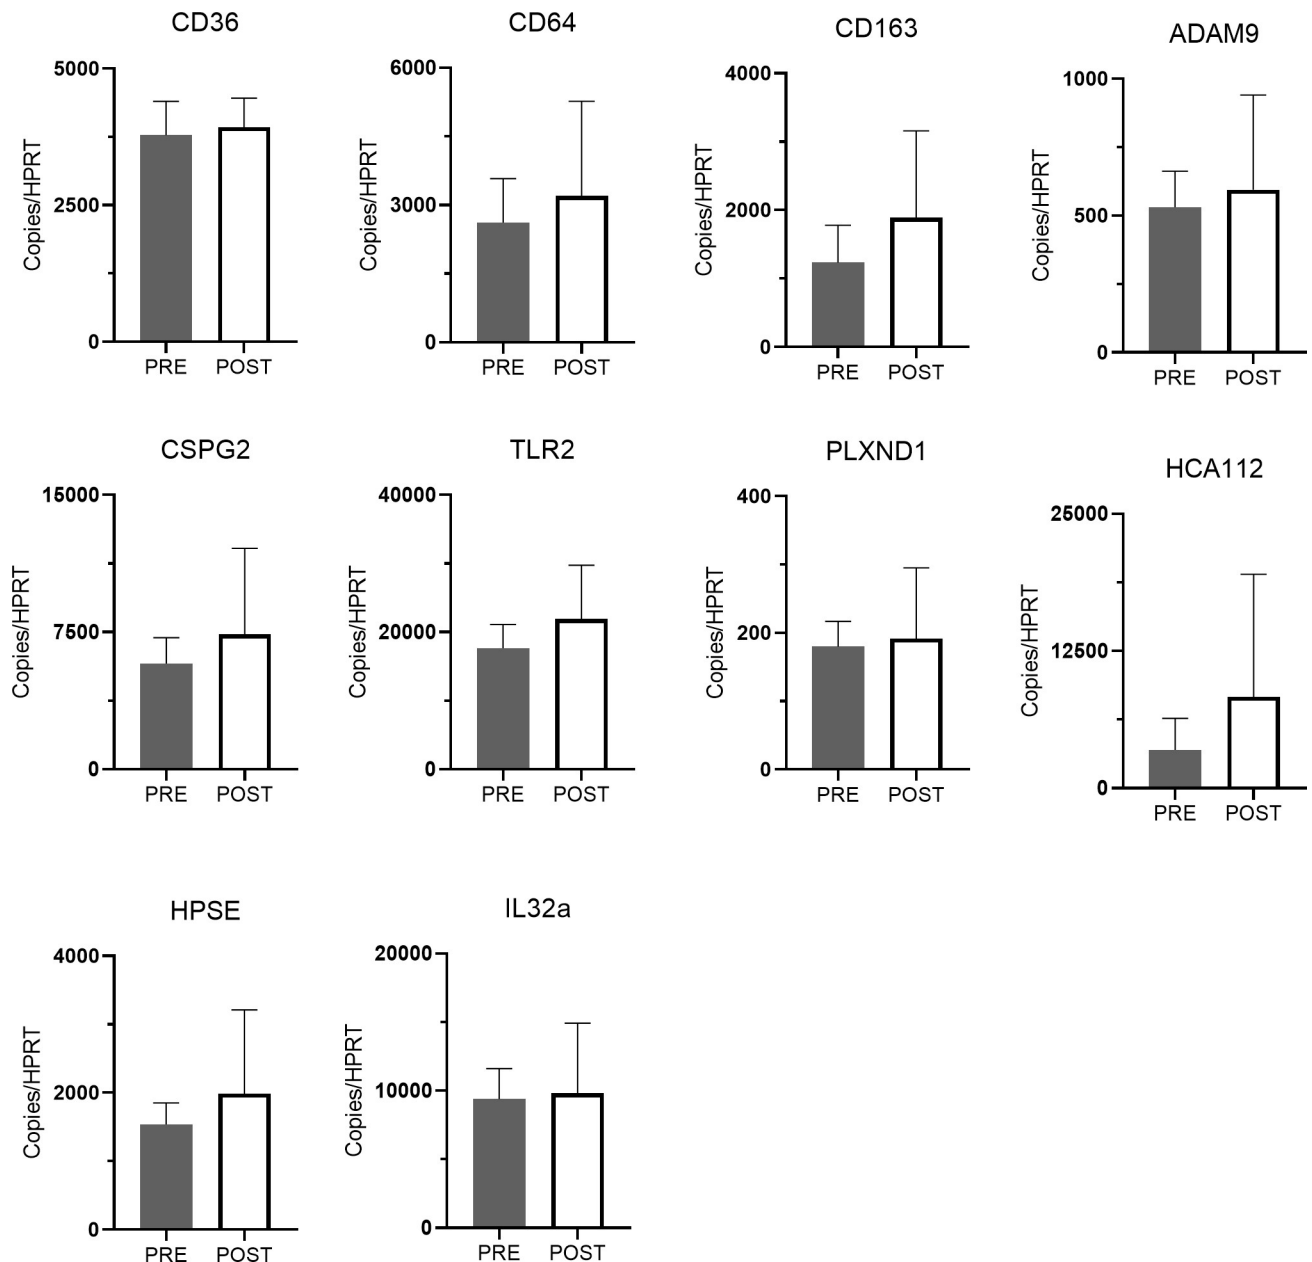 CD36
5000
2500
0
Copies/HPRT
PRE POST
CD64
6000
3000
0
Copies/HPRT
PRE POST
CD163
4000
2000
0
Copies/HPRT
PRE POST
ADAM9
1000
500
0
Copies/HPRT
PRE POST
CSPG2
15000
7500
0
Copies/HPRT
PRE POST
TLR2
40000
20000
0
Copies/HPRT
PRE POST
PLXND1
400
200
0
Copies/HPRT
PRE POST
HCA112
25000
12500
0
Copies/HPRT
PRE POST
HPSE
4000
2000
0
Copies/HPRT
PRE POST
IL32a
20000
10000
0
Copies/HPRT
PRE POST